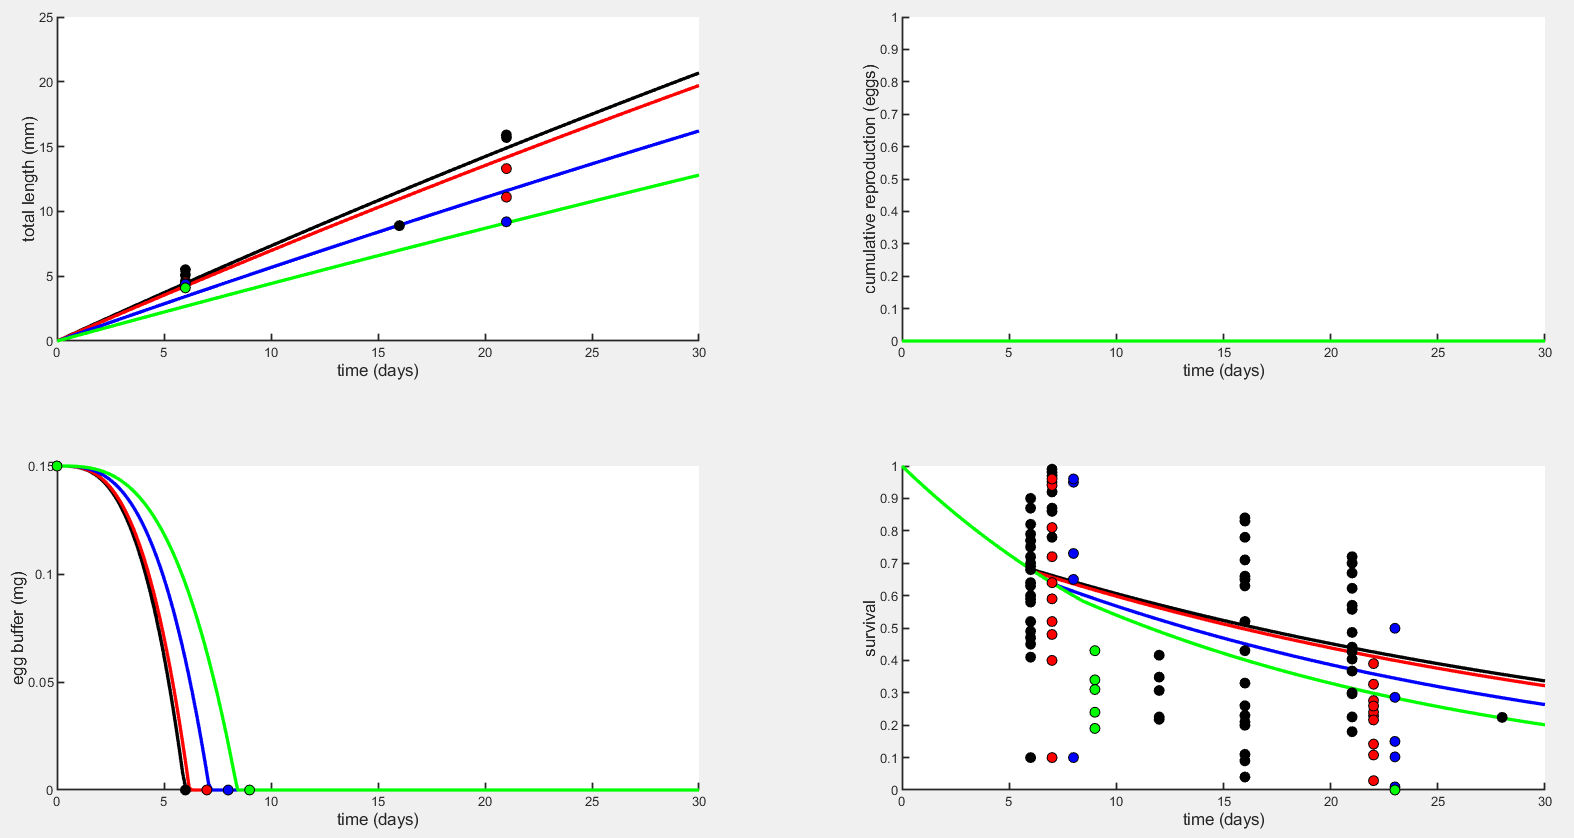 25
20
15
10
5
0
total length (mm)
0 5 10 15 20 25 30
time (days)
1
0.9
0.8
0.7
0.6
0.5
0.4
0.3
0.2
0.1
0
cumulative reproduction (eggs)
0 5 10 15 20 25 30
time (days)
0.15
0.1
0.05
0
egg buffer (mg)
0 5 10 15 20 25 30
time (days)
1
0.9
0.8
0.7
0.6
0.5
0.4
0.3
0.2
0.1
0
survival
0 5 10 15 20 25 30
time (days)